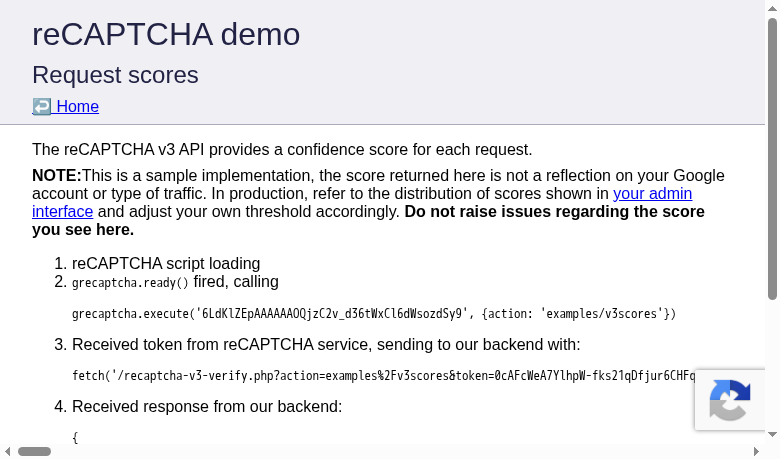 reCAPTCHA demo
Request scores
↩️ Home
The reCAPTCHA v3 API provides a confidence score for each request.
NOTE:This is a sample implementation, the score returned here is not a reflection on your Google
account or type of traffic. In production, refer to the distribution of scores shown in your admin
interface and adjust your own threshold accordingly. Do not raise issues regarding the score
you see here.
1. reCAPTCHA script loading
2. grecaptcha.ready() fired, calling
grecaptcha.execute('6LdKlZEpAAAAAAOQjzC2v_d36tWxCl6dWsozdSy9', {action: 'examples/v3scores'})
3. Received token from reCAPTCHA service, sending to our backend with:
fetch('/recaptcha-v3-verify.php?action=examples%2Fv3scores&token=0cAFcWeA7YlhpW-fks21qDfjur6CHFq
4. Received response from our backend:
{